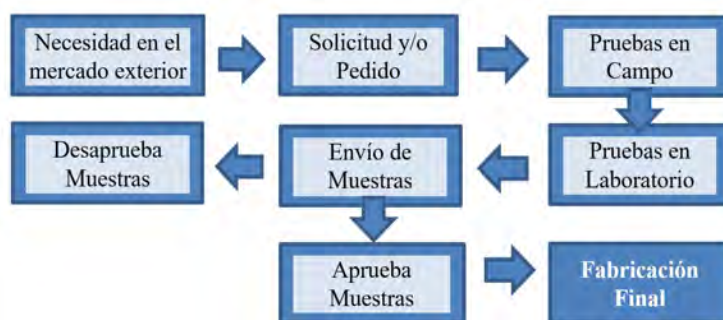 Necesidad en el
mercado exterior
Solicitud y/o
Pedido
Pruebas en
Campo
Desaprueba
Muestras
Envío de
Muestras
Pruebas en
Laboratorio
Aprueba
Muestras
Fabricación
Final